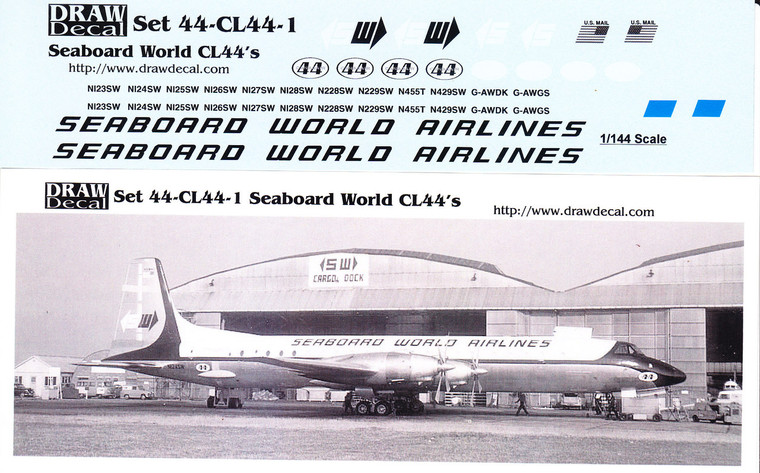 DRAW Decal Set 44-CL44-1
Seaboard World CL44's
http://www.drawdecal.com
W W
U.S. MAIL U.S. MAIL
44 44 44 44
N123SW N124SW N125SW N126SW N127SW N128SW N228SW N229SW N455T N429SW G-AWDK G-AWGS
N123SW N124SW N125SW N126SW N127SW N128SW N228SW N229SW N455T N429SW G-AWDK G-AWGS
SEABOARD WORLD AIRLINES
SEABOARD WORLD AIRLINES
1/144 Scale
DRAW Decal Set 44-CL44-1 Seaboard World CL44's
http://www.drawdecal.com
SW
CARGO DOCK
W
SEABOARD WORLD AIRLINES
44